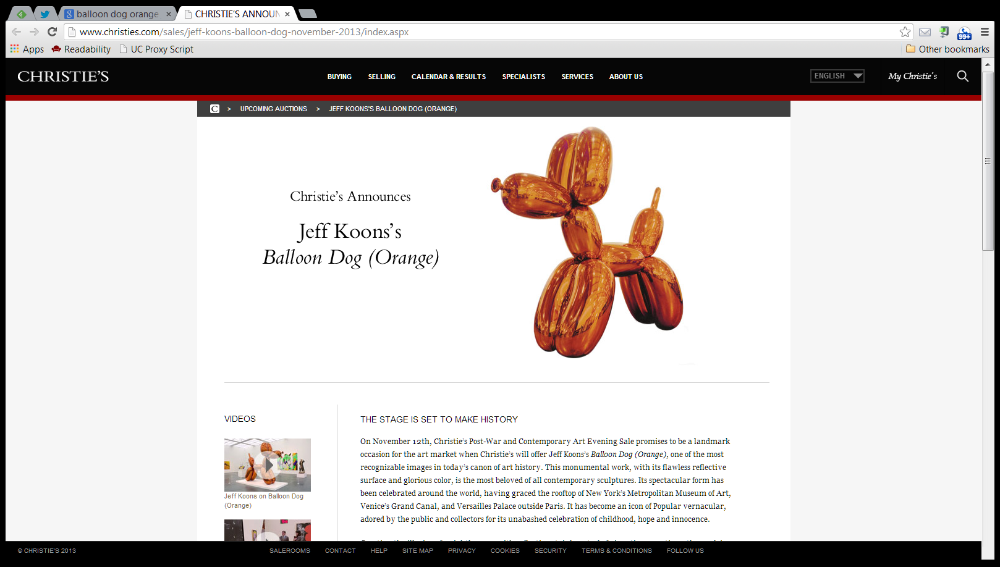 balloon dog orange
CHRISTIE'S ANNOUN
www.christies.com/sales/jeff-koons-balloon-dog-november-2013/index.aspx
99+
Apps Readability UC Proxy Script Other bookmarks
CHRISTIE'S
BUYING SELLING CALENDAR & RESULTS SPECIALISTS SERVICES ABOUT US
ENGLISH My Christie's
C > UPCOMING AUCTIONS > JEFF KOONS'S BALLOON DOG (ORANGE)
Christie's Announces
Jeff Koons's
Balloon Dog (Orange)
VIDEOS
Jeff Koons on Balloon Dog
(Orange)
THE STAGE IS SET TO MAKE HISTORY
On November 12th, Christie's Post-War and Contemporary Art Evening Sale promises to be a landmark
occasion for the art market when Christie's will offer Jeff Koons's Balloon Dog (Orange), one of the most
recognizable images in today's canon of art history. This monumental work, with its flawless reflective
surface and glorious color, is the most beloved of all contemporary sculptures. Its spectacular form has
been celebrated around the world, having graced the rooftop of New York's Metropolitan Museum of Art,
Venice's Grand Canal, and Versailles Palace outside Paris. It has become an icon of Popular vernacular,
adored by the public and collectors for its unabashed celebration of childhood, hope and innocence.
© CHRISTIE'S 2013 SALEROOMS CONTACT HELP SITE MAP PRIVACY COOKIES SECURITY TERMS & CONDITIONS FOLLOW US